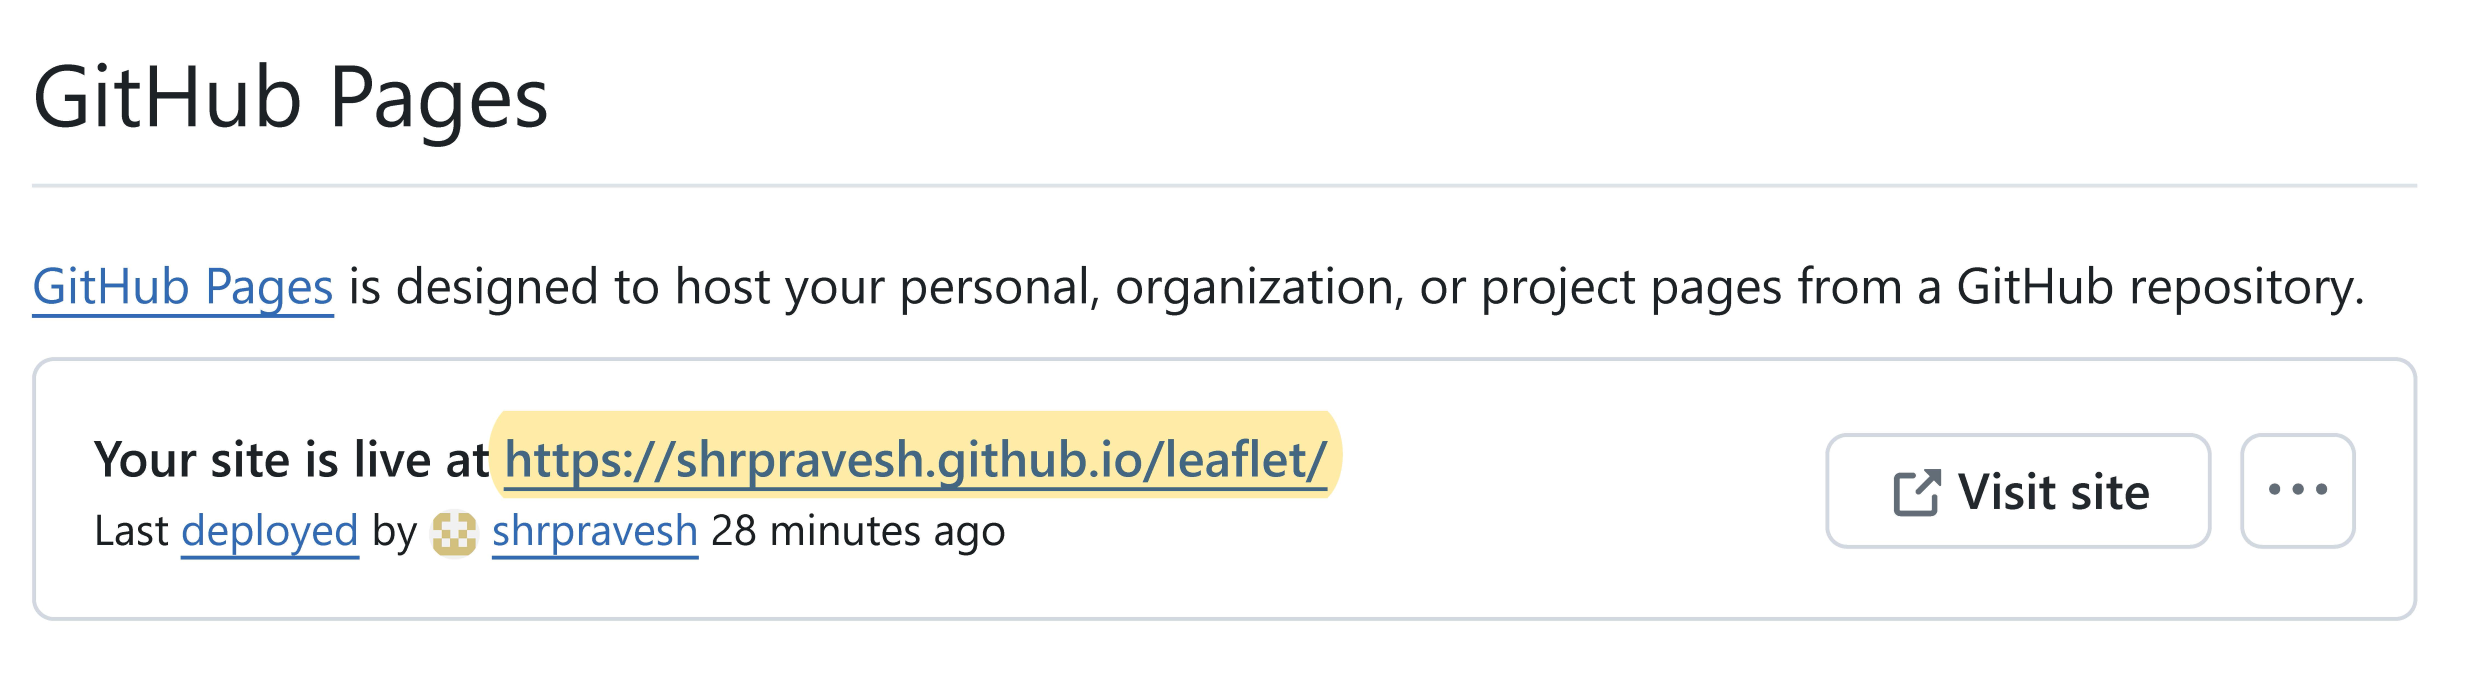 GitHub Pages
GitHub Pages is designed to host your personal, organization, or project pages from a GitHub repository.
Your site is live at https://shrpravesh.github.io/leaflet/
Last deployed by shrpravesh 28 minutes ago
Visit site